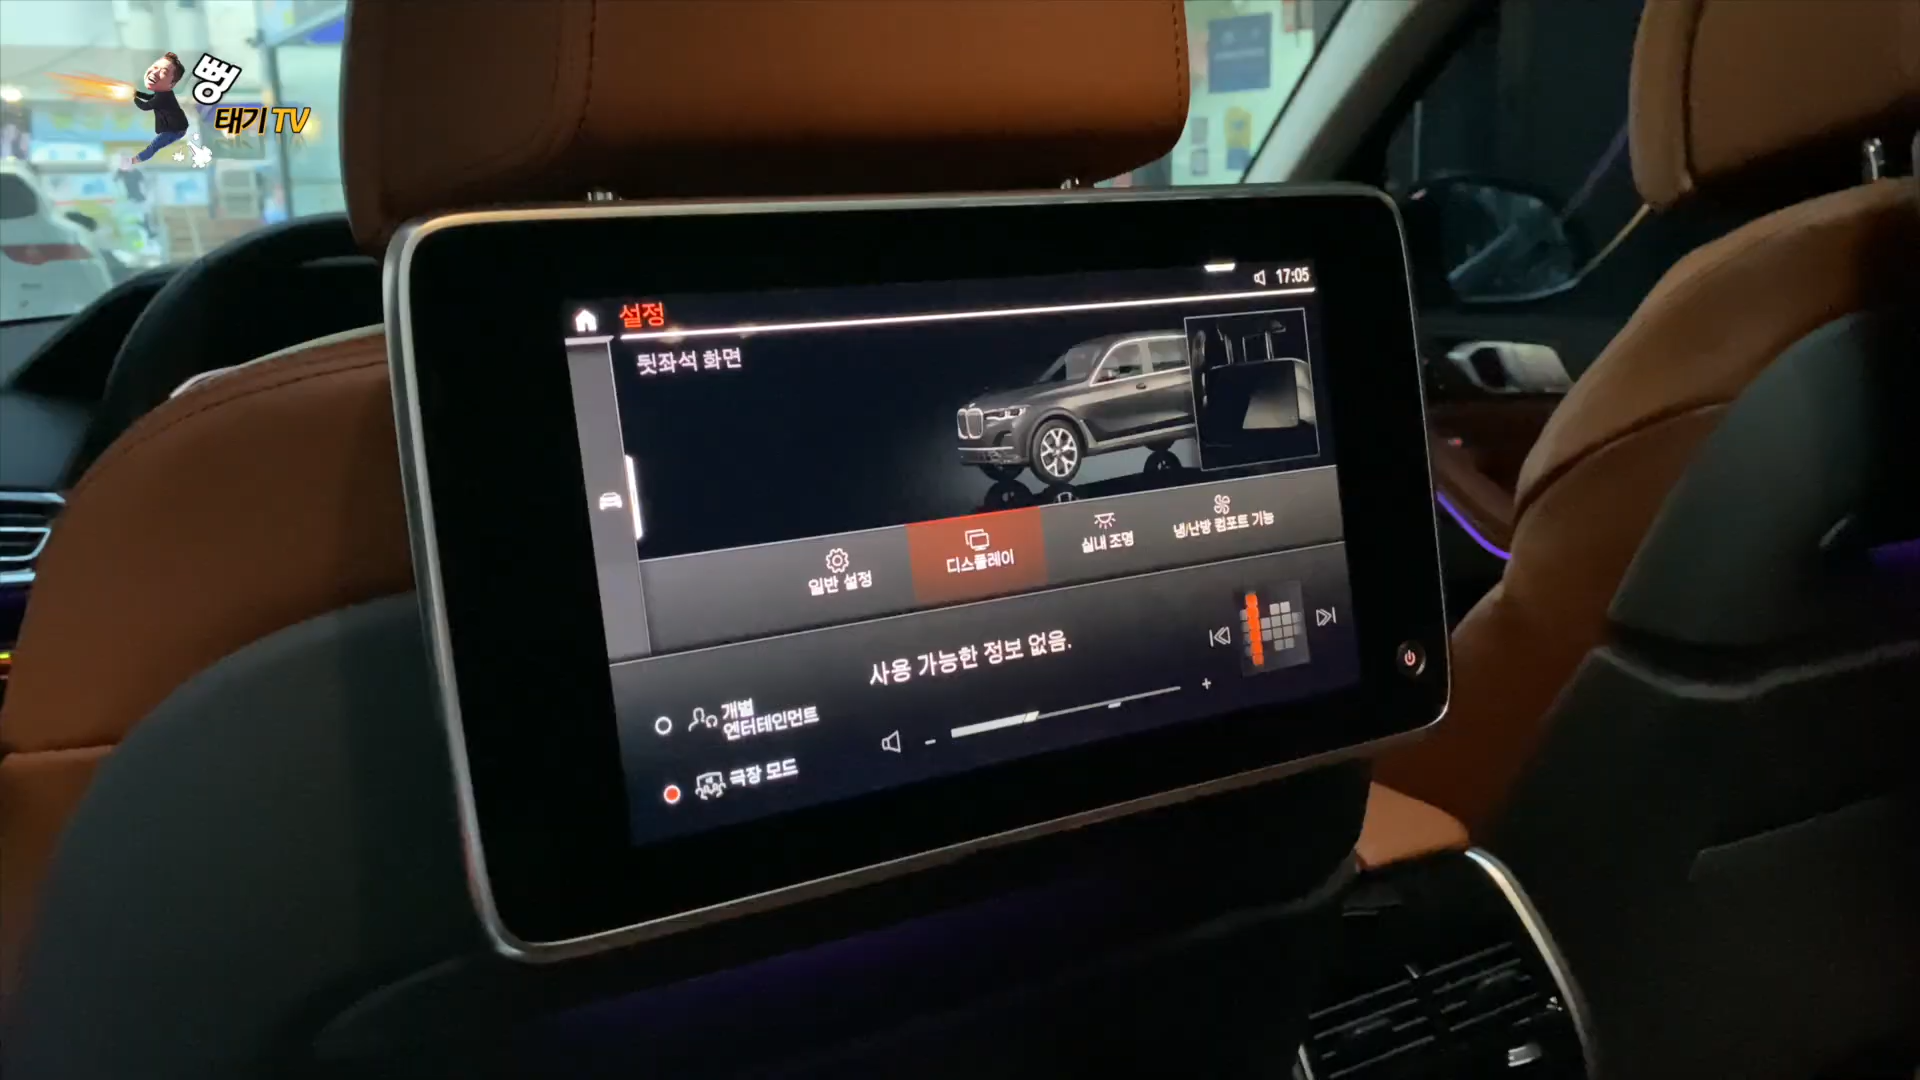 뻥
태기 TV
17:05
설정
뒷좌석 화면
일반 설정
디스플레이
실내 조명
냉/난방 컴포트 기능
사용 가능한 정보 없음.
개별
엔터테인먼트
극장 모드